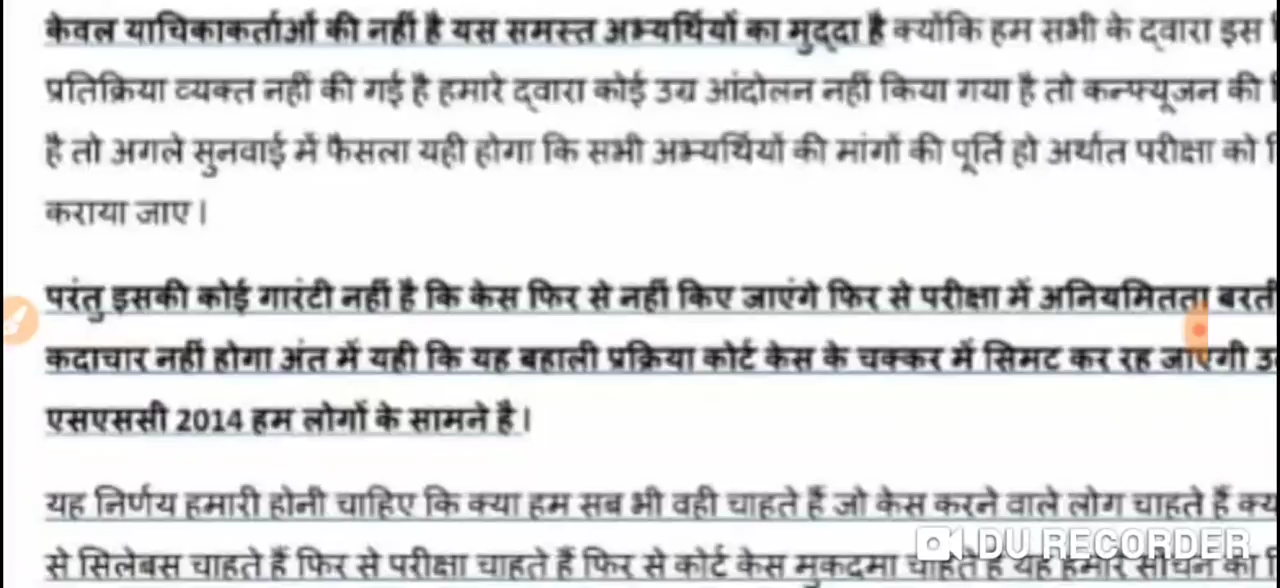 केवल याचिकाकर्ताओं की नहीं है यस समस्त अभ्यर्थियों का मुद्दा है क्योंकि हम सभी के द्वारा इस
प्रतिक्रिया व्यक्त नहीं की गई है हमारे द्वारा कोई उग्र आंदोलन नहीं किया गया है तो कन्फ्यूजन की
है तो अगले सुनवाई में फैसला यही होगा कि सभी अभ्यर्थियों की मांगों की पूर्ति हो अर्थात परीक्षा को
कराया जाए।
परंतु इसकी कोई गारंटी नहीं है कि केस फिर से नहीं किए जाएंगे फिर से परीक्षा में अनियमितता बरती
कदाचार नहीं होगा अंत में यही कि यह बहाली प्रक्रिया कोर्ट केस के चक्कर में सिमट कर रह जाएगी
एसएससी 2014 हम लोगों के सामने है।
यह निर्णय हमारी होनी चाहिए कि क्या हम सब भी वही चाहते हैं जो केस करने वाले लोग चाहते हैं
से सिलेबस चाहते हैं फिर से परीक्षा चाहते हैं फिर से कोर्ट केस मुकदमा चाहते हैं यह हमारे सोचने का
DU RECORDER